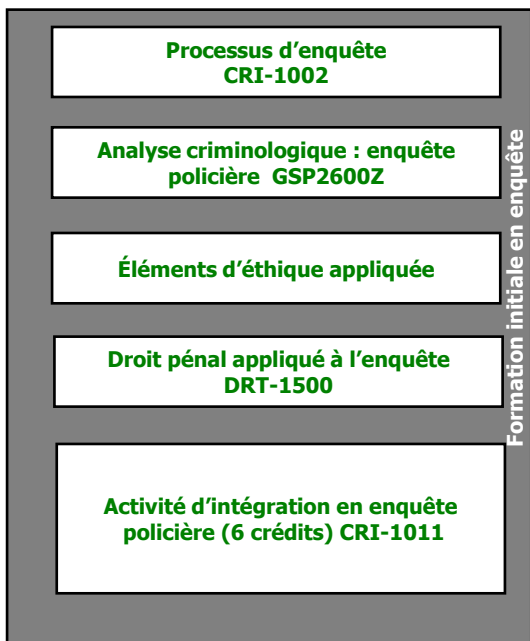 Processus d’enquête
CRI-1002
Analyse criminologique : enquête
policière GSP2600Z
Éléments d’éthique appliquée
Droit pénal appliqué à l’enquête
DRT-1500
Activité d’intégration en enquête
policière (6 crédits) CRI-1011
Formation initiale en enquête